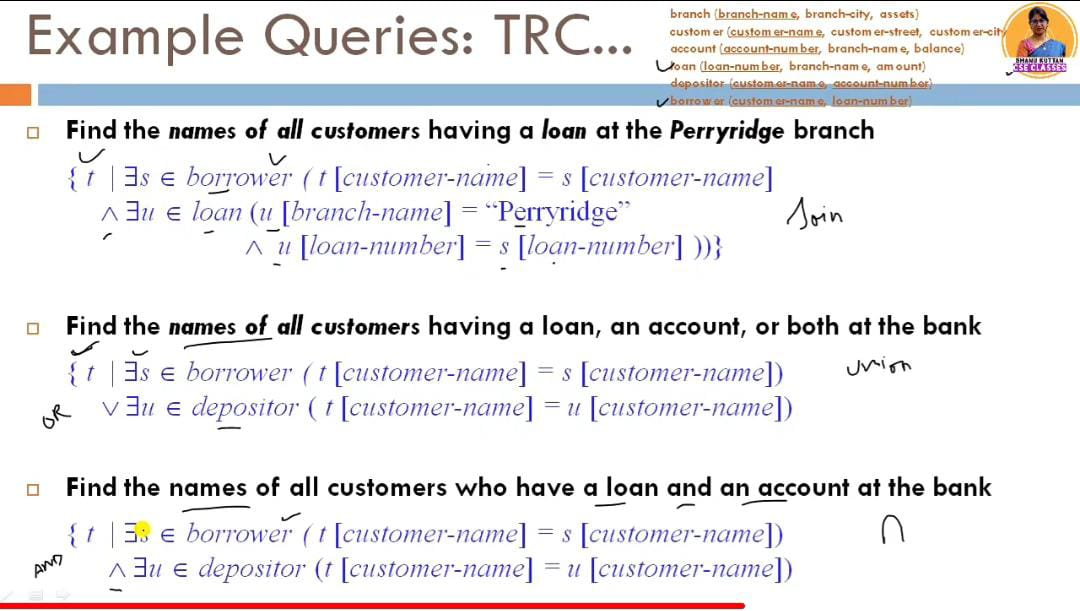 Example Queries: TRC...
branch (branch-name, branch-city, assets)
customer (customer-name, customer-street, customer-city
account (account-number, branch-name, balance)
loan (loan-number, branch-name, amount)
depositor (customer-name, account-number)
borrower (customer-name, loan-number)
SHANU KUTTAN
CSE CLASSES
Find the names of all customers having a loan at the Perryridge branch
{ t | ∃s ∈ borrower ( t [customer-name] = s [customer-name]
∧ ∃u ∈ loan (u [branch-name] = “Perryridge”
∧ u [loan-number] = s [loan-number] ))}
Join
Find the names of all customers having a loan, an account, or both at the bank
{ t | ∃s ∈ borrower ( t [customer-name] = s [customer-name])
union
OR
∨ ∃u ∈ depositor ( t [customer-name] = u [customer-name])
Find the names of all customers who have a loan and an account at the bank
{ t | ∃s ∈ borrower ( t [customer-name] = s [customer-name])
∩
AND
∧ ∃u ∈ depositor (t [customer-name] = u [customer-name])